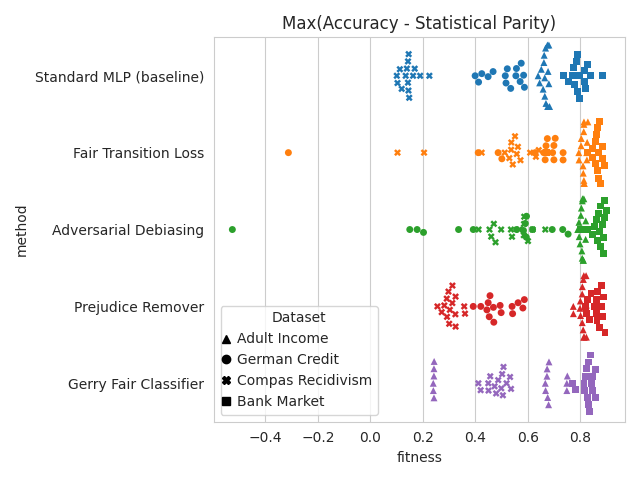 Max(Accuracy - Statistical Parity)
Standard MLP (baseline)
Fair Transition Loss
Adversarial Debiasing
Prejudice Remover
Gerry Fair Classifier
method
Dataset
Adult Income
German Credit
Compas Recidivism
Bank Market
−0.4 −0.2 0.0 0.2 0.4 0.6 0.8
fitness